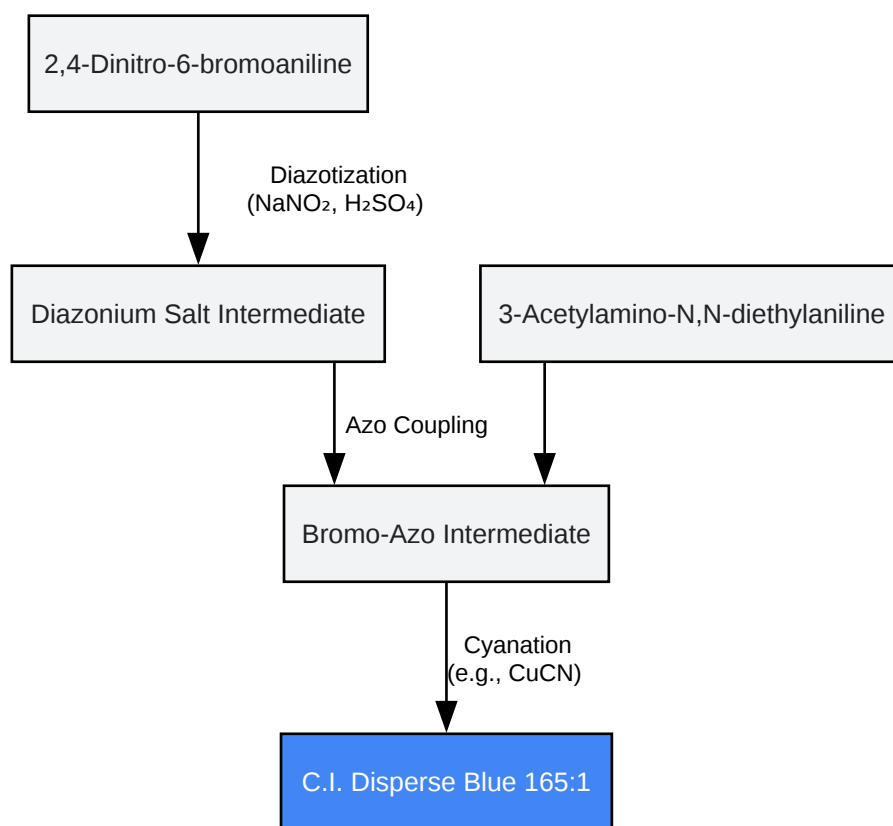 2,4-Dinitro-6-bromoaniline
Diazotization
(NaNO₂, H₂SO₄)
Diazonium Salt Intermediate
3-Acetylamino-N,N-diethylaniline
Azo Coupling
Bromo-Azo Intermediate
Cyanation
(e.g., CuCN)
C.I. Disperse Blue 165:1